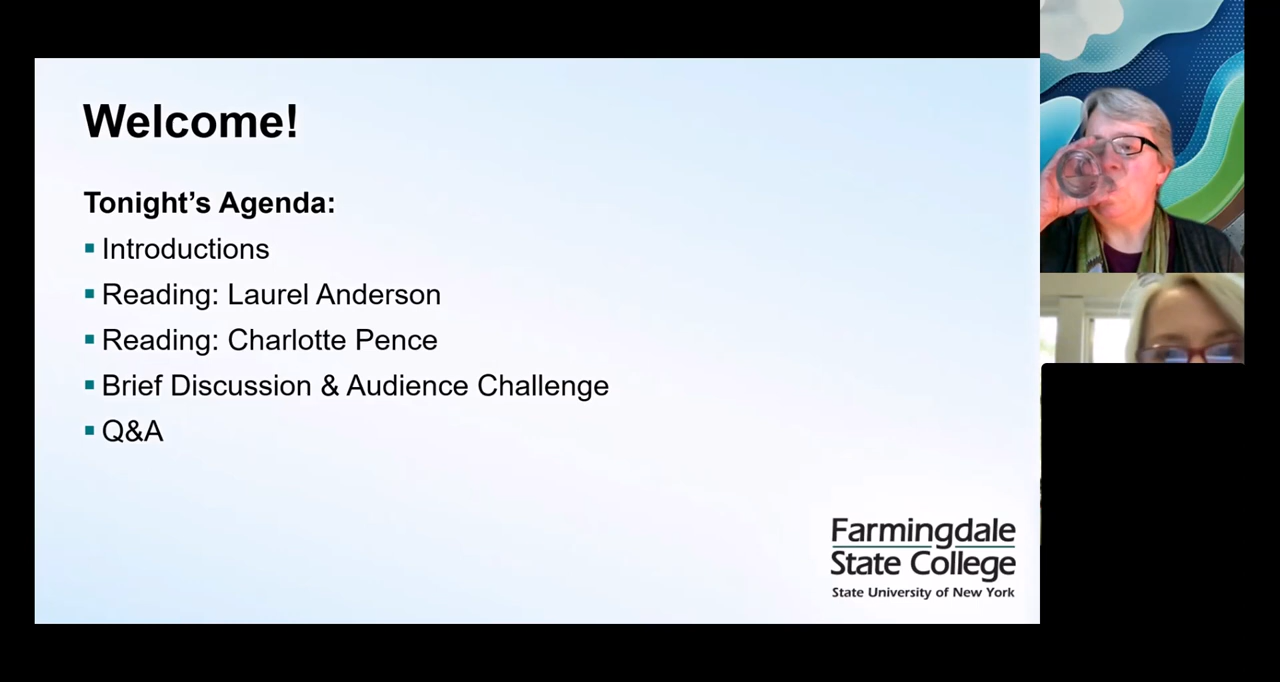 Welcome!
Tonight’s Agenda:
Introductions
Reading: Laurel Anderson
Reading: Charlotte Pence
Brief Discussion & Audience Challenge
Q&A
Farmingdale
State College
State University of New York